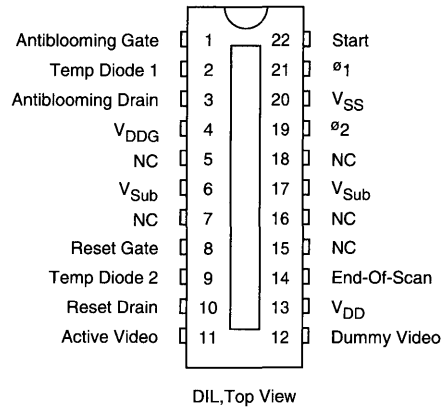 Antiblooming Gate 1 22 Start
Temp Diode 1 2 21 ø1
Antiblooming Drain 3 20 VSS
VDDG 4 19 ø2
NC 5 18 NC
VSub 6 17 VSub
NC 7 16 NC
Reset Gate 8 15 NC
Temp Diode 2 9 14 End-Of-Scan
Reset Drain 10 13 VDD
Active Video 11 12 Dummy Video
DIL,Top View